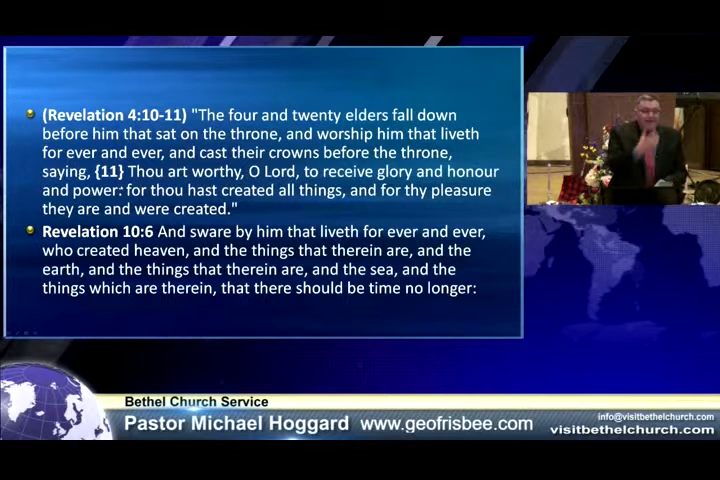 (Revelation 4:10-11) "The four and twenty elders fall down
before him that sat on the throne, and worship him that liveth
for ever and ever, and cast their crowns before the throne,
saying, {11} Thou art worthy, O Lord, to receive glory and honour
and power: for thou hast created all things, and for thy pleasure
they are and were created."
Revelation 10:6 And sware by him that liveth for ever and ever,
who created heaven, and the things that therein are, and the
earth, and the things that therein are, and the sea, and the
things which are therein, that there should be time no longer:
Bethel Church Service
Pastor Michael Hoggard www.geofrisbee.com
info@visitbethelchurch.com
visitbethelchurch.com